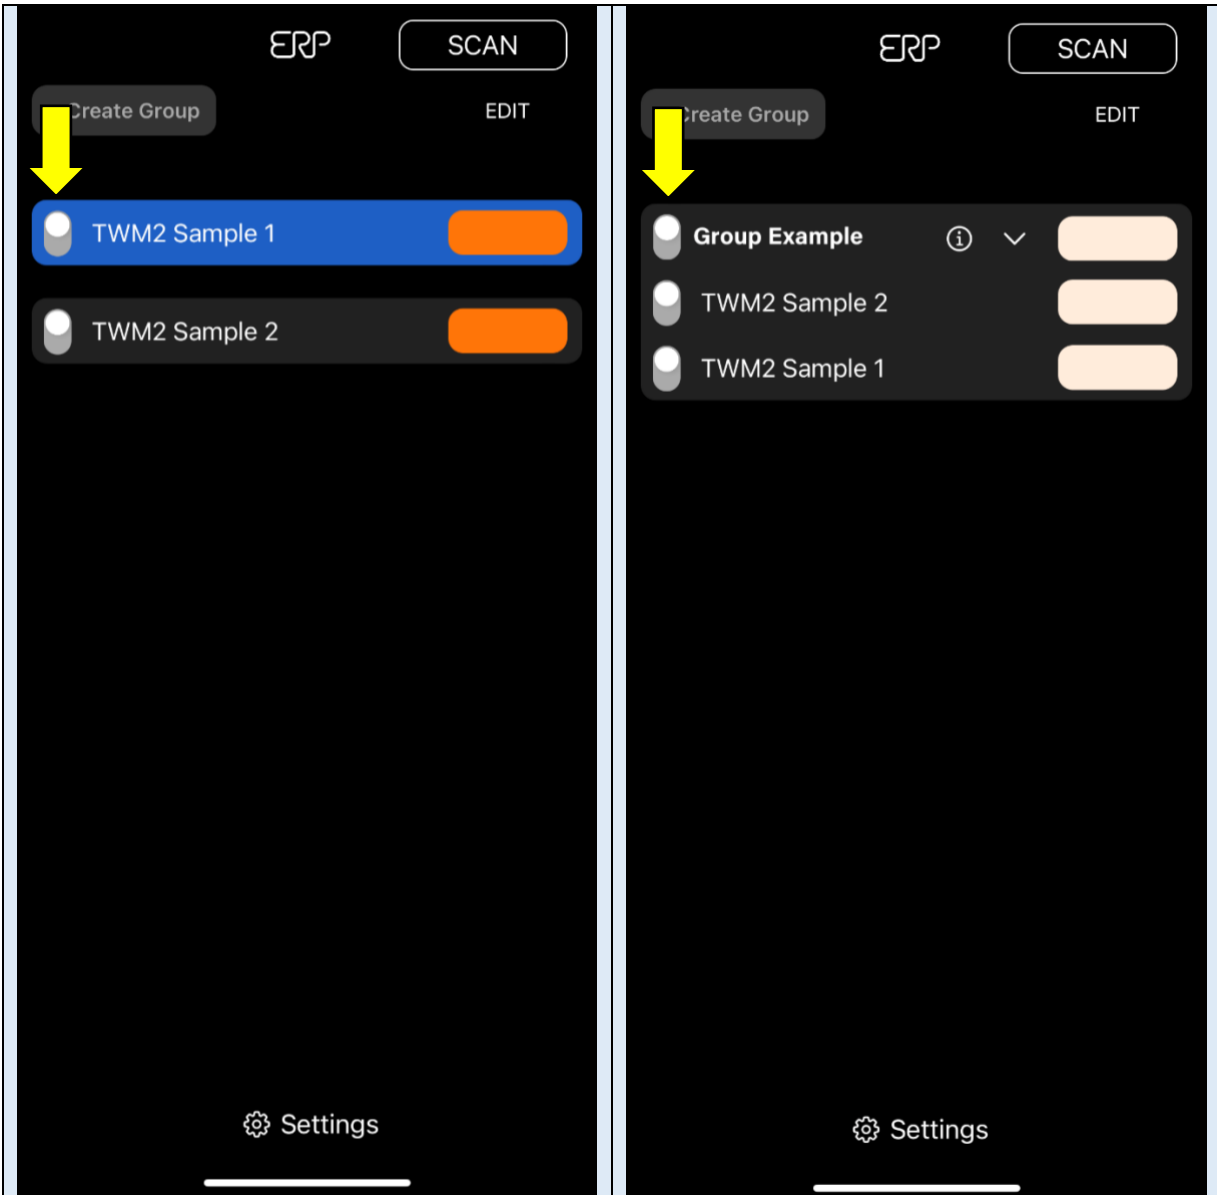 ERP
SCAN
Create Group
EDIT
TWM2 Sample 1
TWM2 Sample 2
Settings
ERP
SCAN
Create Group
EDIT
Group Example
TWM2 Sample 2
TWM2 Sample 1
Settings